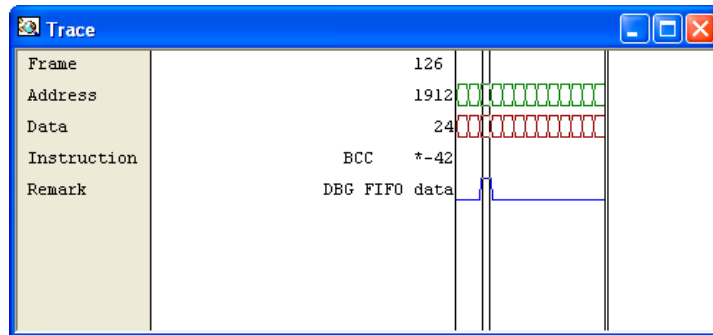 Trace
Frame 126
Address 1912
Data 24
Instruction BCC *-42
Remark DBG FIFO data